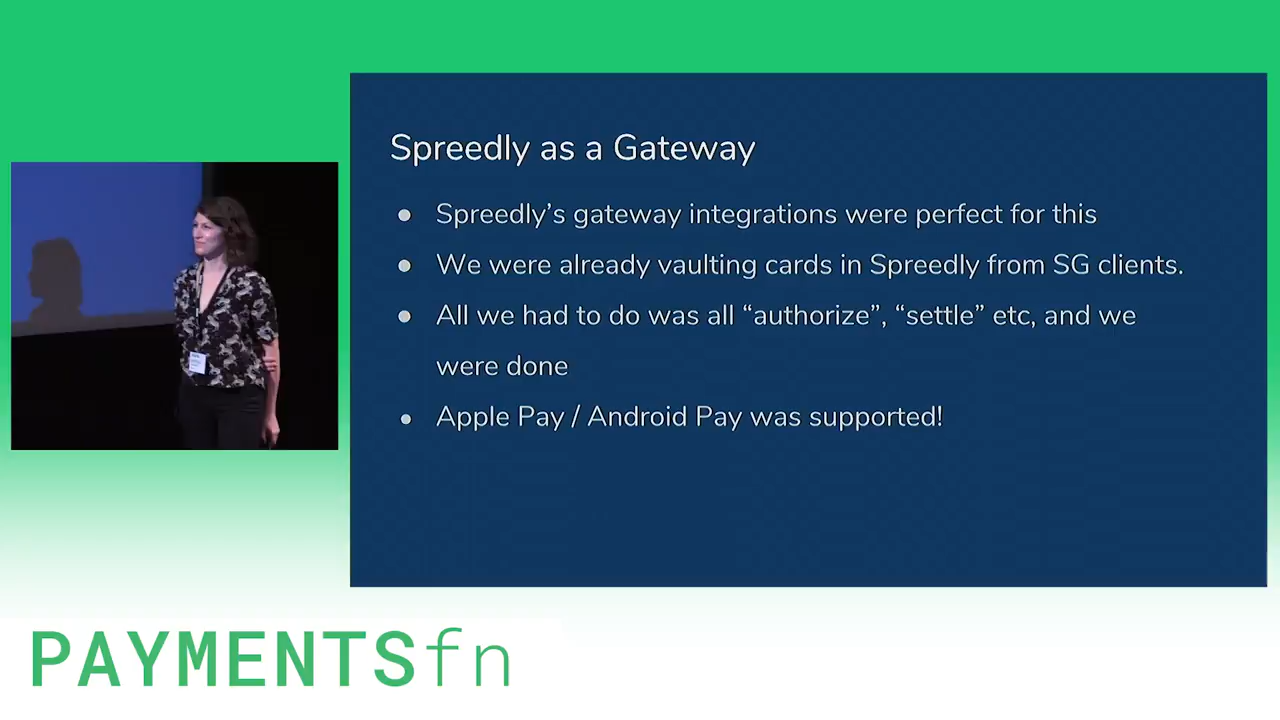 Spreedly as a Gateway
● Spreedly’s gateway integrations were perfect for this
● We were already vaulting cards in Spreedly from SG clients.
● All we had to do was all “authorize”, “settle” etc, and we
were done
● Apple Pay / Android Pay was supported!
PAYMENTSfn